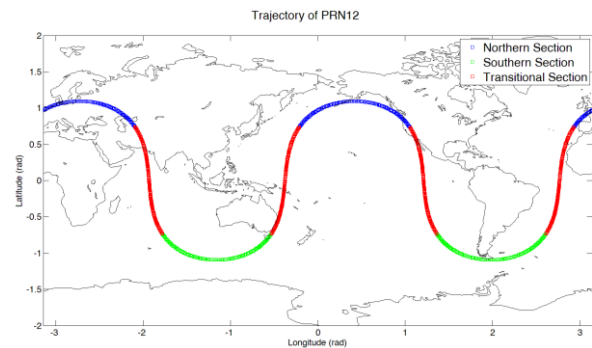 Trajectory of PRN12
Northern Section
Southern Section
Transitional Section
Latitude (rad)
2
1.5
1
0.5
0
-0.5
-1
-1.5
-2
-3 -2 -1 0 1 2 3
Longitude (rad)